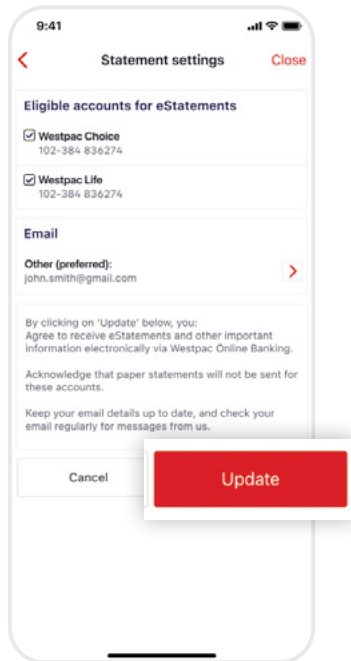 9:41
Statement settings Close
Eligible accounts for eStatements
Westpac Choice
102-384 836274
Westpac Life
102-384 836274
Email
Other (preferred):
john.smith@gmail.com
By clicking on 'Update' below, you:
Agree to receive eStatements and other important
information electronically via Westpac Online Banking.
Acknowledge that paper statements will not be sent for
these accounts.
Keep your email details up to date, and check your
email regularly for messages from us.
Cancel Update